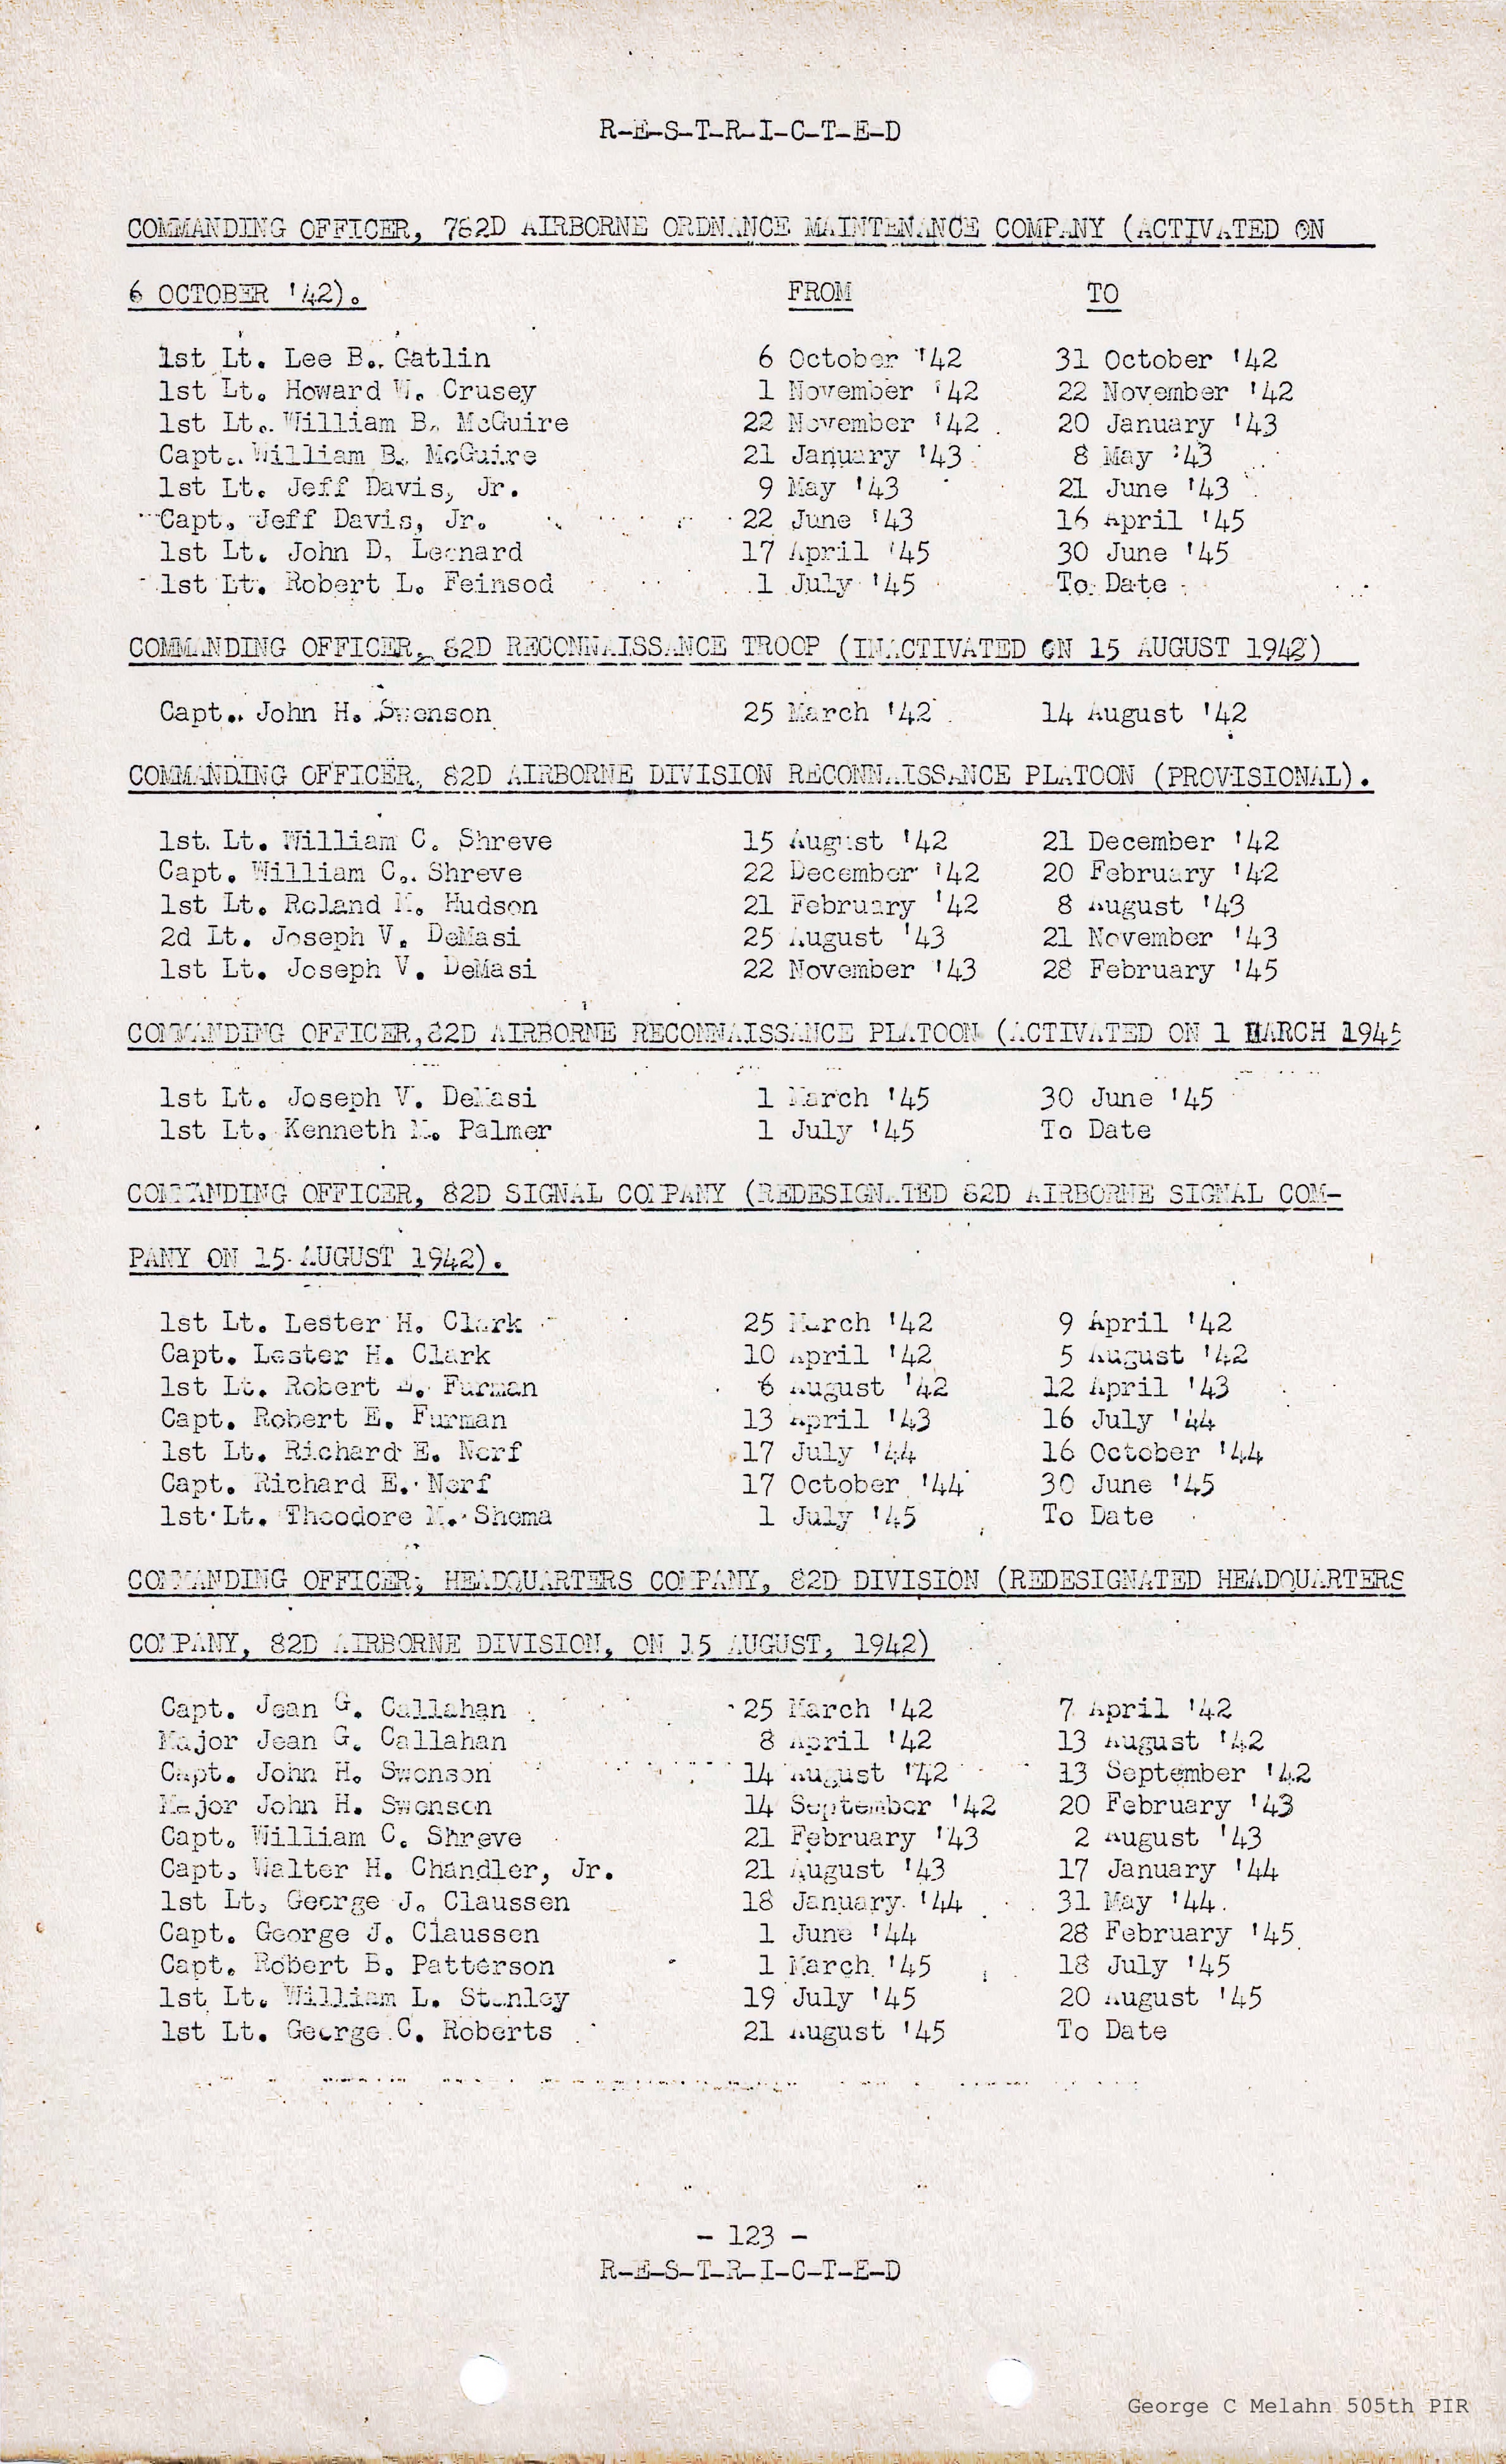 R-E-S-T-R-I-C-T-E-D
COMMANDING OFFICER, 782D AIRBORNE ORDNANCE MAINTENANCE COMPANY (ACTIVATED ON
6 OCTOBER '42). FROM TO
1st Lt. Lee B. Gatlin 6 October '42 31 October '42
1st Lt. Howard W. Crusey 1 November '42 22 November '42
1st Lt. William B. McGuire 22 November '42 20 January '43
Capt. William B. McGuire 21 January '43 8 May '43
1st Lt. Jeff Davis, Jr. 9 May '43 21 June '43
Capt. Jeff Davis, Jr. 22 June '43 16 April '45
1st Lt. John D. Leonard 17 April '45 30 June '45
1st Lt. Robert L. Feinsod 1 July '45 To Date
COMMANDING OFFICER, 82D RECONNAISSANCE TROOP (INACTIVATED ON 15 AUGUST 1942)
Capt. John H. Swenson 25 March '42 14 August '42
COMMANDING OFFICER, 82D AIRBORNE DIVISION RECONNAISSANCE PLATOON (PROVISIONAL).
1st. Lt. William C. Shreve 15 August '42 21 December '42
Capt. William C. Shreve 22 December '42 20 February '42
1st Lt. Roland M. Hudson 21 February '42 8 August '43
2d Lt. Joseph V. DeMasi 25 August '43 21 November '43
1st Lt. Joseph V. DeMasi 22 November '43 28 February '45
COMMANDING OFFICER,82D AIRBORNE RECONNAISSANCE PLATOON (ACTIVATED ON 1 MARCH 1945
1st Lt. Joseph V. DeMasi 1 March '45 30 June '45
1st Lt. Kenneth M. Palmer 1 July '45 To Date
COMMANDING OFFICER, 82D SIGNAL COMPANY (REDESIGNATED 82D AIRBORNE SIGNAL COM-
PANY ON 15 AUGUST 1942).
1st Lt. Lester H. Clark 25 March '42 9 April '42
Capt. Lester H. Clark 10 April '42 5 August '42
1st Lt. Robert E. Furman 6 August '42 12 April '43
Capt. Robert E. Furman 13 April '43 16 July '44
1st Lt. Richard E. Nerf 17 July '44 16 October '44
Capt. Richard E. Nerf 17 October '44 30 June '45
1st Lt. Theodore M. Shema 1 July '45 To Date
COMMANDING OFFICER, HEADQUARTERS COMPANY, 82D DIVISION (REDESIGNATED HEADQUARTERS
COMPANY, 82D AIRBORNE DIVISION, ON 15 AUGUST, 1942)
Capt. Jean G. Callahan 25 March '42 7 April '42
Major Jean G. Callahan 8 April '42 13 August '42
Capt. John H. Swenson 14 August '42 13 September '42
Major John H. Swenson 14 September '42 20 February '43
Capt. William C. Shreve 21 February '43 2 August '43
Capt. Walter H. Chandler, Jr. 21 August '43 17 January '44
1st Lt. George J. Claussen 18 January '44 31 May '44
Capt. George J. Claussen 1 June '44 28 February '45
Capt. Robert B. Patterson 1 March '45 18 July '45
1st Lt. William L. Stanley 19 July '45 20 August '45
1st Lt. George C. Roberts 21 August '45 To Date
- 123 -
R-E-S-T-R-I-C-T-E-D
George C Melahn 505th PIR